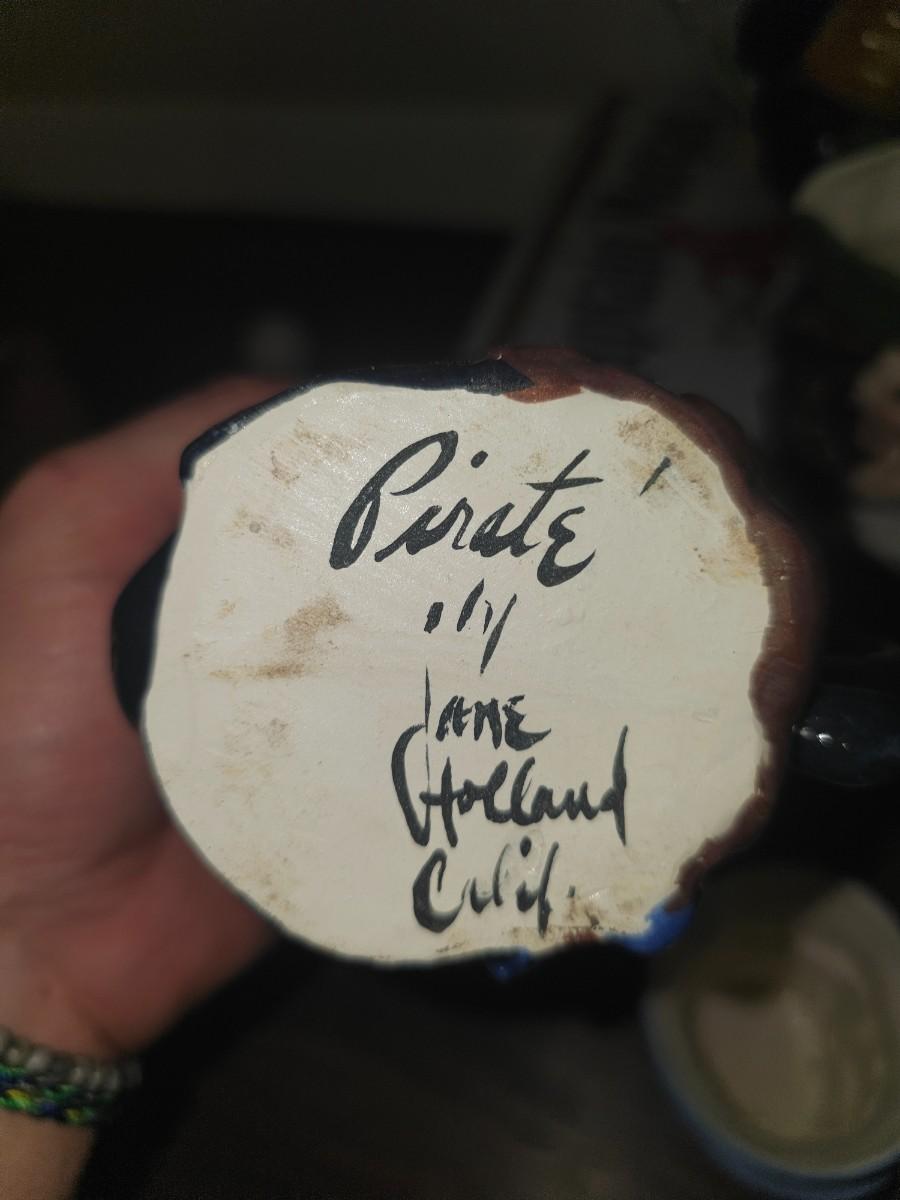 Pirate'
by
Jane
Holland
Calif.